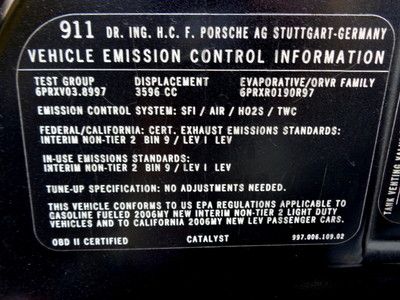 911 DR. ING. H.C. F. PORSCHE AG STUTTGART-GERMANY
VEHICLE EMISSION CONTROL INFORMATION
TEST GROUP DISPLACEMENT EVAPORATIVE/ORVR FAMILY
6PRXV03.8997 3596 CC 6PRXR0190R97
EMISSION CONTROL SYSTEM: SFI / AIR / HO2S / TWC
FEDERAL/CALIFORNIA: CERT. EXHAUST EMISSIONS STANDARDS:
INTERIM NON-TIER 2 BIN 9 / LEV I LEV
IN-USE EMISSIONS STANDARDS:
INTERIM NON-TIER 2 BIN 9 / LEV I LEV
TUNE-UP SPECIFICATION: NO ADJUSTMENTS NEEDED.
THIS VEHICLE CONFORMS TO US EPA REGULATIONS APPLICABLE TO
GASOLINE FUELED 2006MY NEW INTERIM NON-TIER 2 LIGHT DUTY
VEHICLES AND TO CALIFORNIA 2006MY NEW LEV PASSENGER CARS.
OBD II CERTIFIED CATALYST 997.006.109.02
TANK VENTING